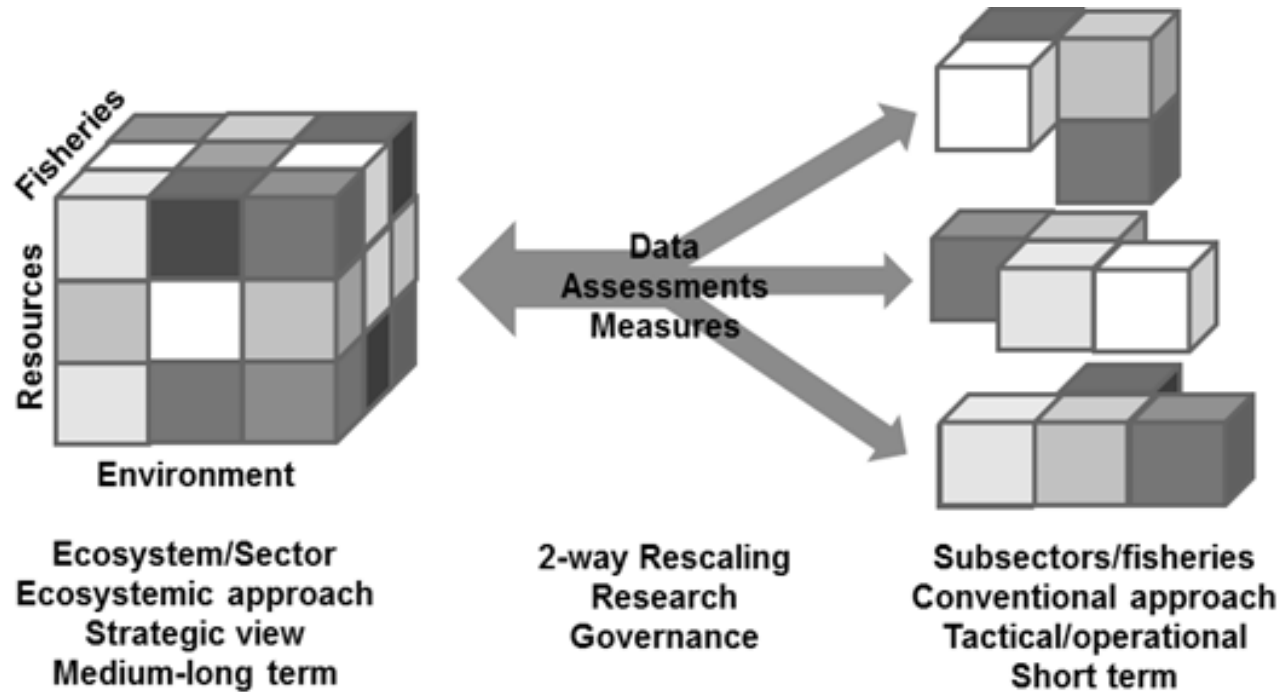 Fisheries
Resources
Environment
Data
Assessments
Measures
Ecosystem/Sector
Ecosystemic approach
Strategic view
Medium-long term
2-way Rescaling
Research
Governance
Subsectors/fisheries
Conventional approach
Tactical/operational
Short term